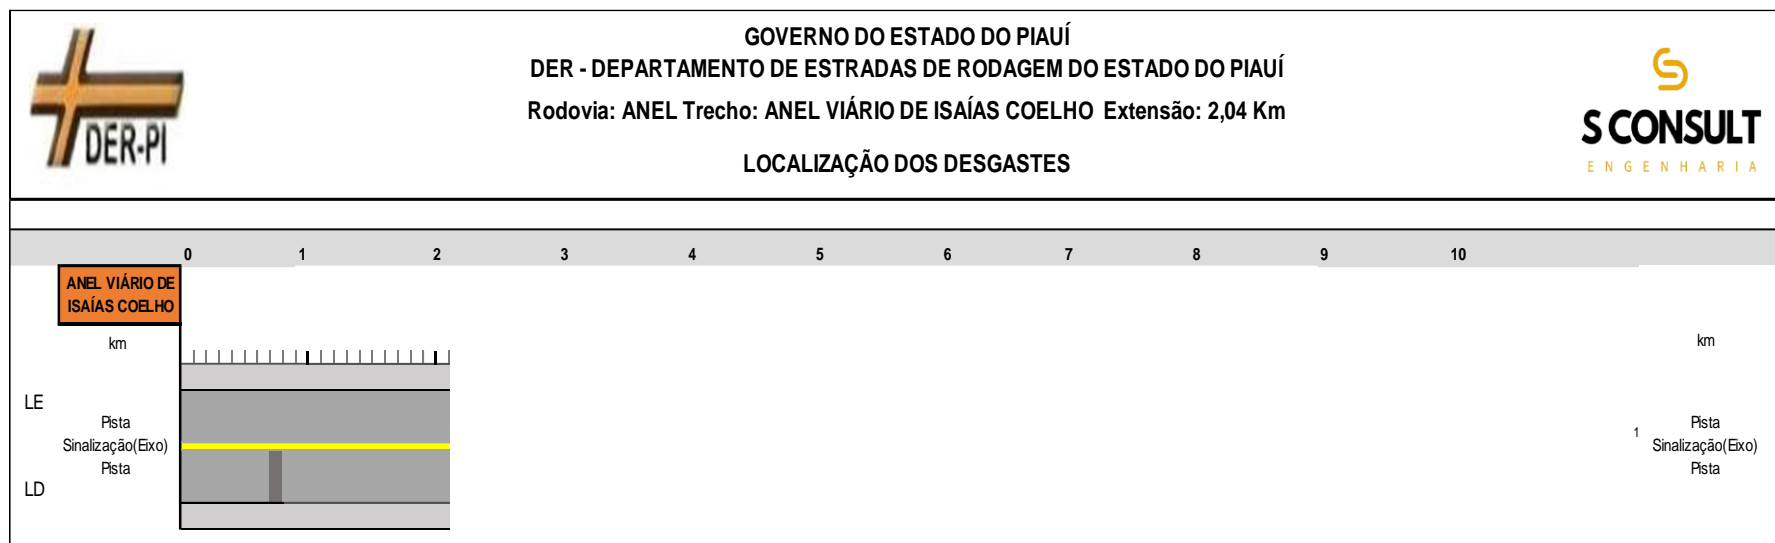 GOVERNO DO ESTADO DO PIAUÍ
DER - DEPARTAMENTO DE ESTRADAS DE RODAGEM DO ESTADO DO PIAUÍ
Rodovia: ANEL Trecho: ANEL VIÁRIO DE ISAÍAS COELHO Extensão: 2,04 Km
LOCALIZAÇÃO DOS DESGASTES
DER-PI
S CONSULT
ENGENHARIA
0 1 2 3 4 5 6 7 8 9 10
ANEL VIÁRIO DE
ISAÍAS COELHO
km km
LE
Pista Pista
Sinalização(Eixo) 1 Sinalização(Eixo)
Pista Pista
LD